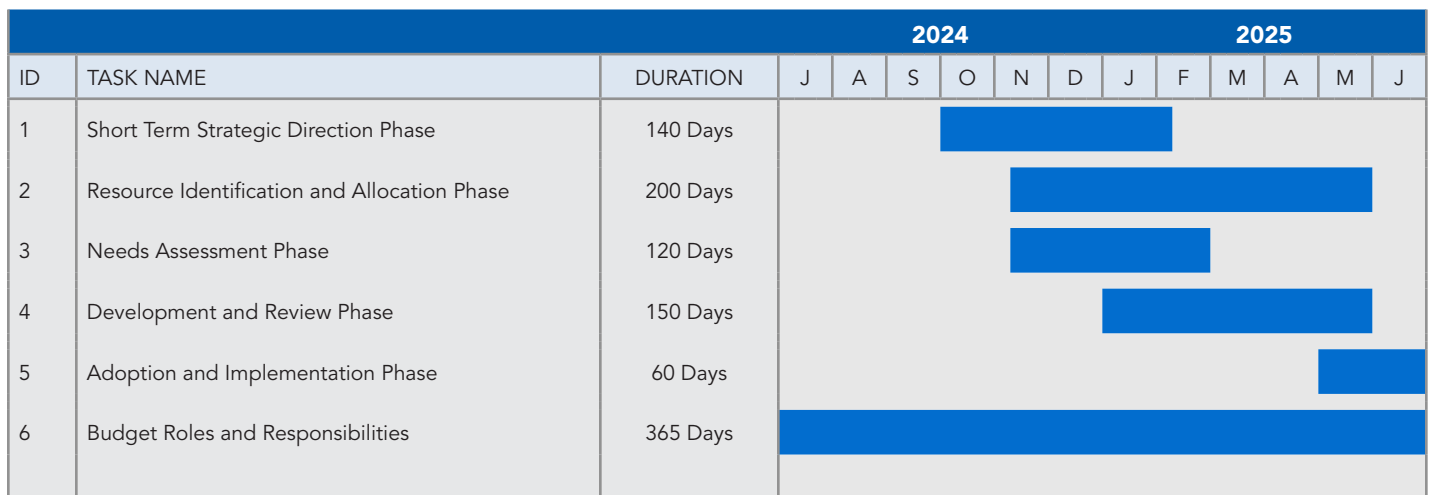 2024 2025
ID TASK NAME DURATION J A S O N D J F M A M J
1 Short Term Strategic Direction Phase 140 Days
2 Resource Identification and Allocation Phase 200 Days
3 Needs Assessment Phase 120 Days
4 Development and Review Phase 150 Days
5 Adoption and Implementation Phase 60 Days
6 Budget Roles and Responsibilities 365 Days